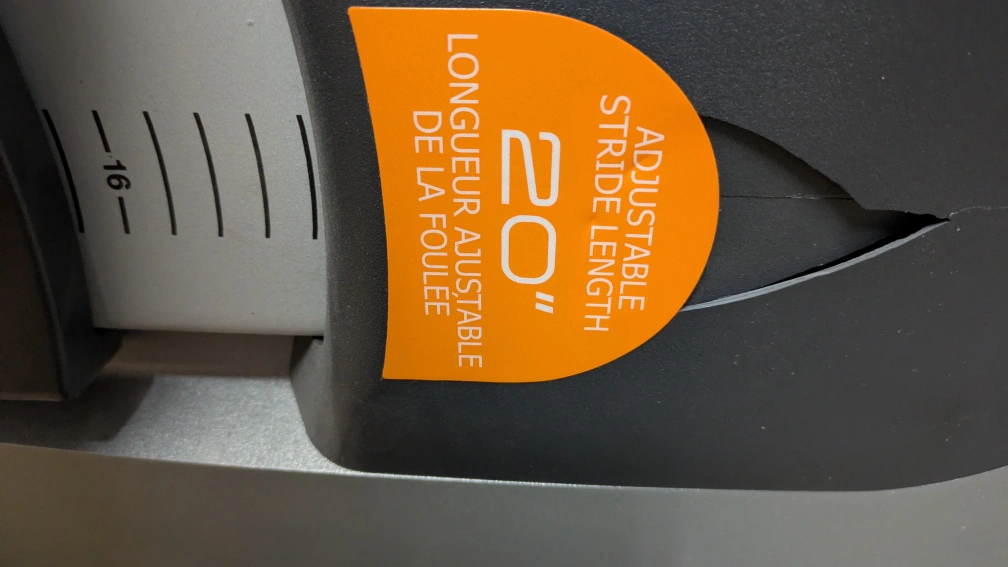 ADJUSTABLE
STRIDE LENGTH
20"
LONGUEUR AJUSTABLE
DE LA FOULÉE
16